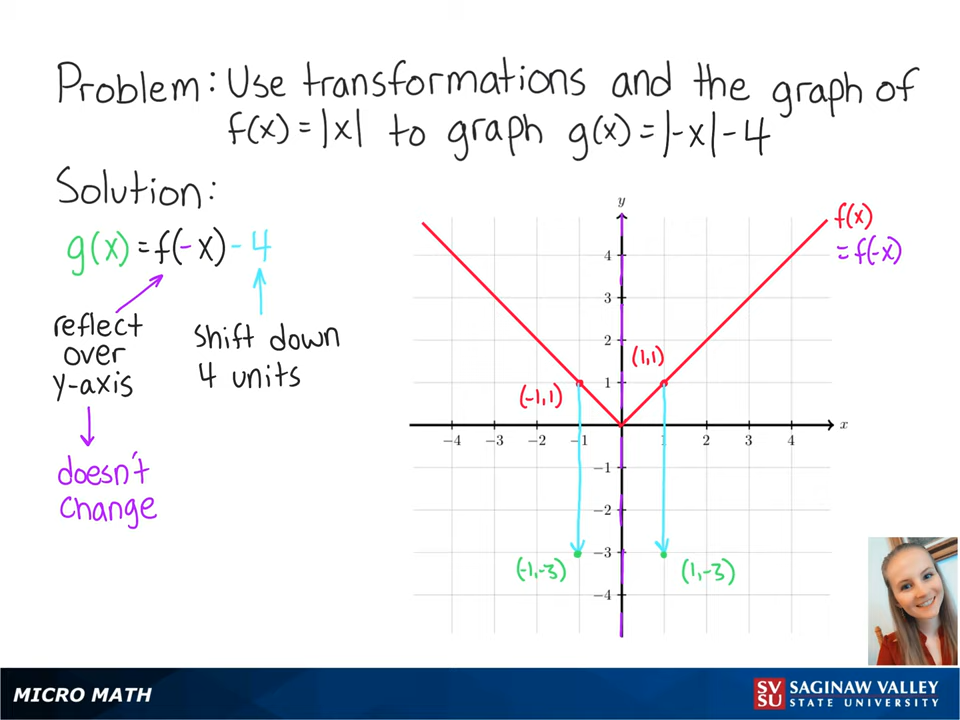 Problem: Use transformations and the graph of
f(x) = |x| to graph g(x) = |-x| - 4
Solution:
g(x) = f(-x) - 4
reflect
over
y-axis
shift down
4 units
doesn't
change
y
f(x)
= f(-x)
4
3
2
1
(1,1)
(-1,1)
x
−4 −3 −2 −1 1 2 3 4
−1
−2
−3
−4
(-1,-3)
(1,-3)
MICRO MATH
SV
SU
SAGINAW VALLEY
STATE UNIVERSITY